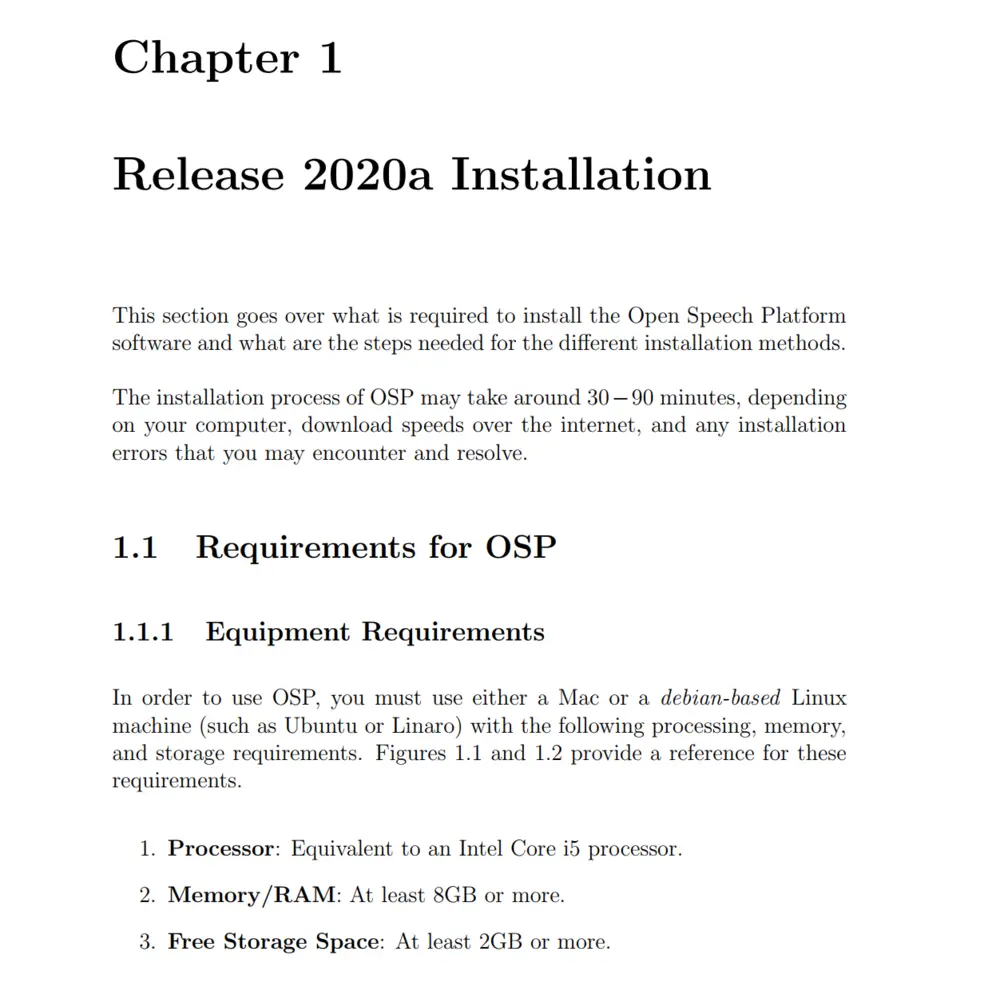 Chapter 1
Release 2020a Installation
This section goes over what is required to install the Open Speech Platform
software and what are the steps needed for the different installation methods.
The installation process of OSP may take around 30 – 90 minutes, depending
on your computer, download speeds over the internet, and any installation
errors that you may encounter and resolve.
1.1 Requirements for OSP
1.1.1 Equipment Requirements
In order to use OSP, you must use either a Mac or a debian-based Linux
machine (such as Ubuntu or Linaro) with the following processing, memory,
and storage requirements. Figures 1.1 and 1.2 provide a reference for these
requirements.
1. Processor: Equivalent to an Intel Core i5 processor.
2. Memory/RAM: At least 8GB or more.
3. Free Storage Space: At least 2GB or more.